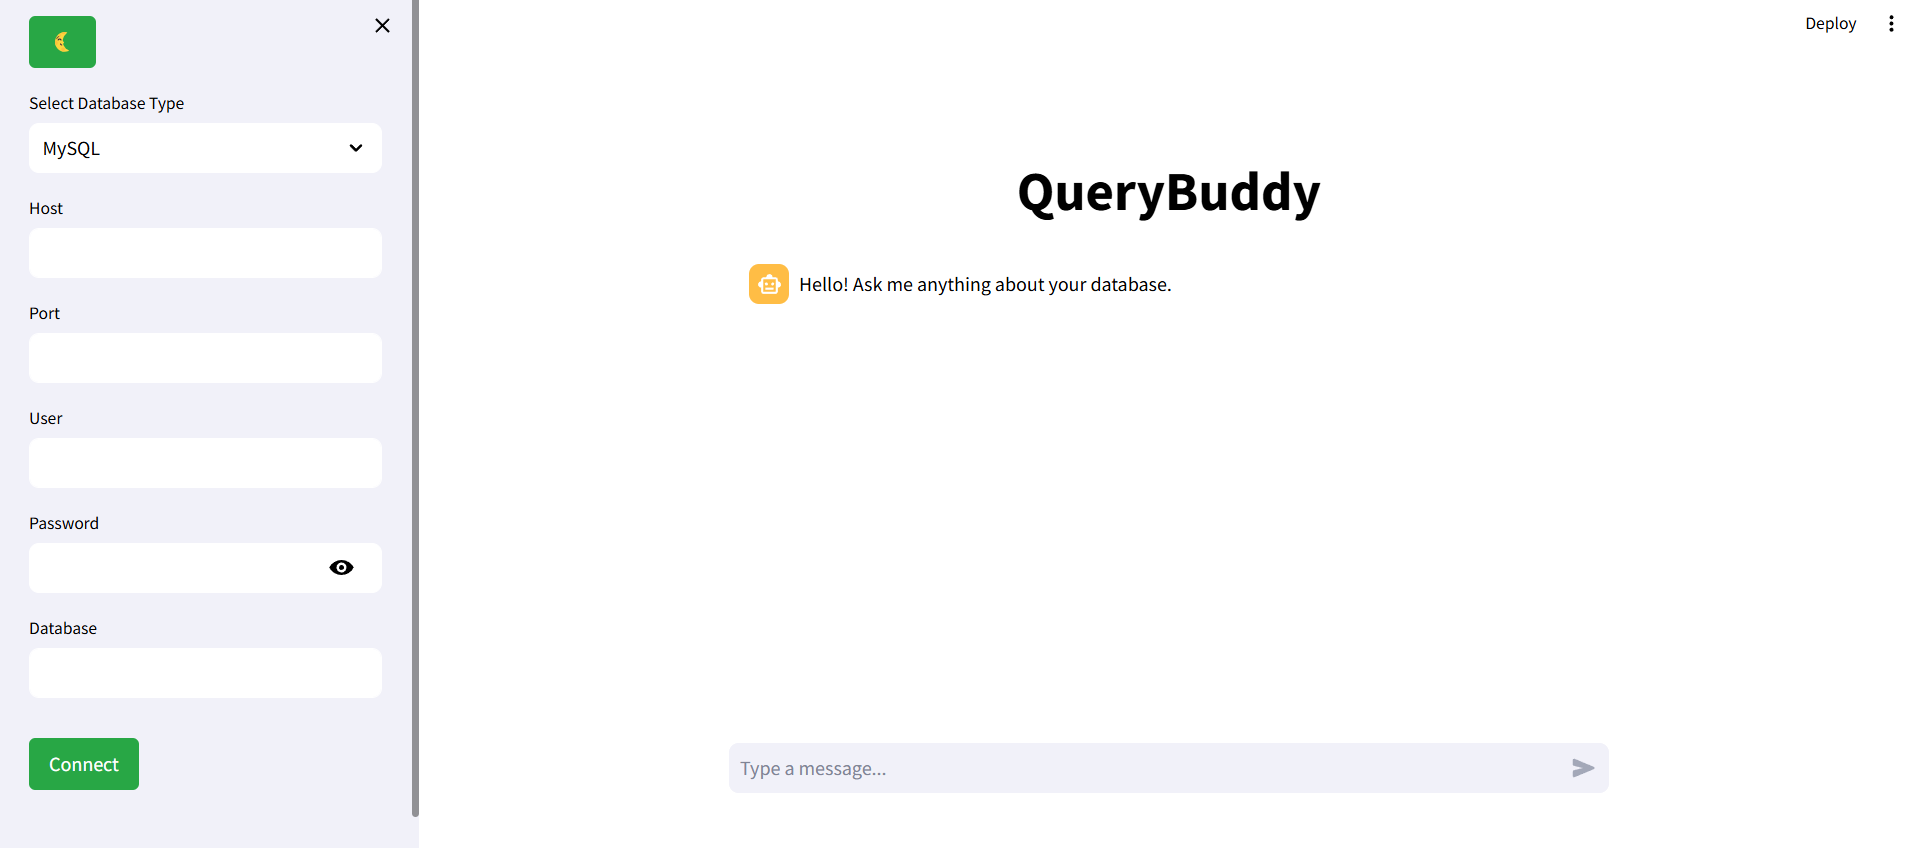 Select Database Type
MySQL
Host
Port
User
Password
Database
Connect
Deploy
QueryBuddy
Hello! Ask me anything about your database.
Type a message...